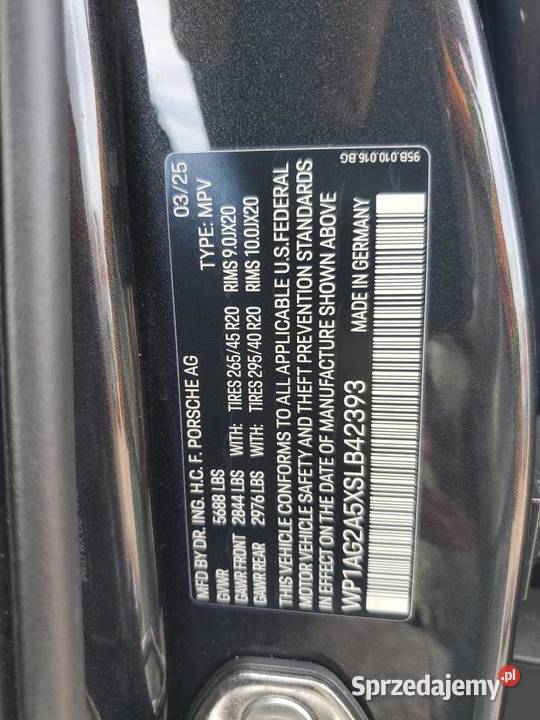 MFD BY DR. ING. H.C. F. PORSCHE AG 03/25
GVWR 5688 LBS TYPE: MPV
GAWR FRONT 2844 LBS WITH: TIRES 265/45 R20 RIMS 9.0JX20
GAWR REAR 2976 LBS WITH: TIRES 295/40 R20 RIMS 10.0JX20
THIS VEHICLE CONFORMS TO ALL APPLICABLE U.S. FEDERAL
MOTOR VEHICLE SAFETY AND THEFT PREVENTION STANDARDS
IN EFFECT ON THE DATE OF MANUFACTURE SHOWN ABOVE
WP1AG2A5XSLB42393 MADE IN GERMANY
95B.010.016.BG
Sprzedajemy.pl